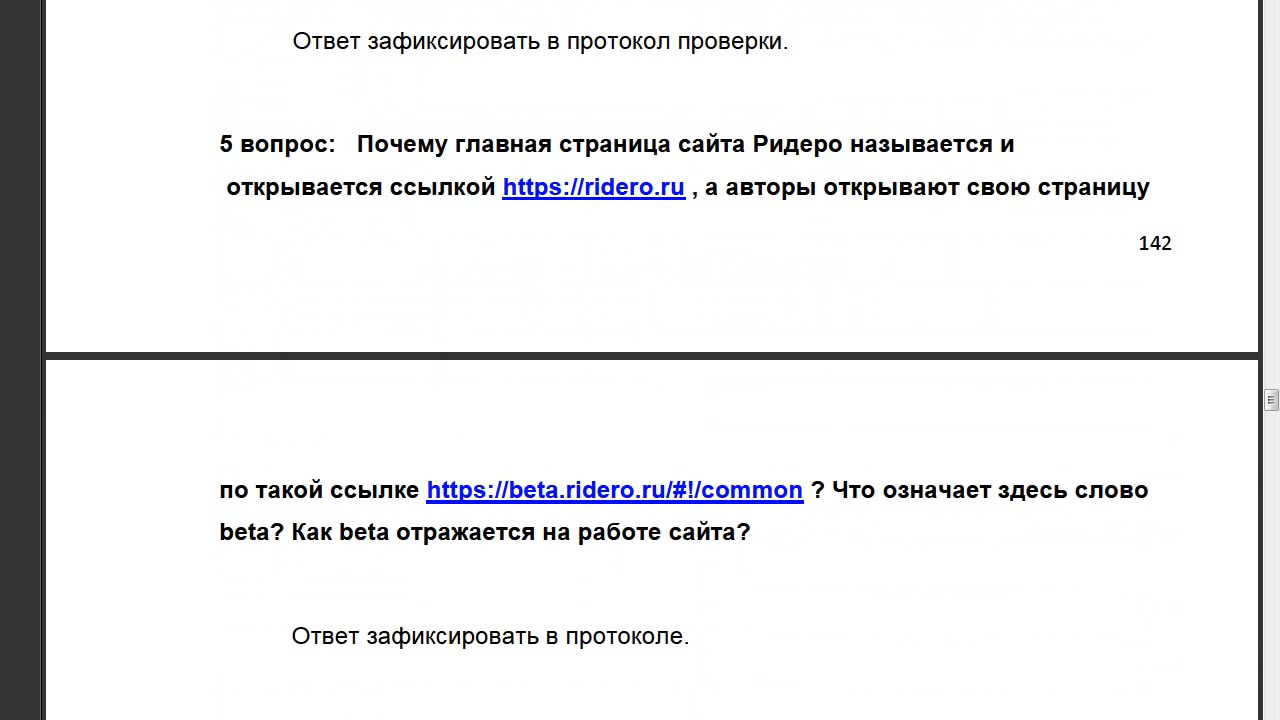 Ответ зафиксировать в протокол проверки.
5 вопрос: Почему главная страница сайта Ридеро называется и
открывается ссылкой https://ridero.ru , а авторы открывают свою страницу
142
по такой ссылке https://beta.ridero.ru/#!/common ? Что означает здесь слово
beta? Как beta отражается на работе сайта?
Ответ зафиксировать в протоколе.